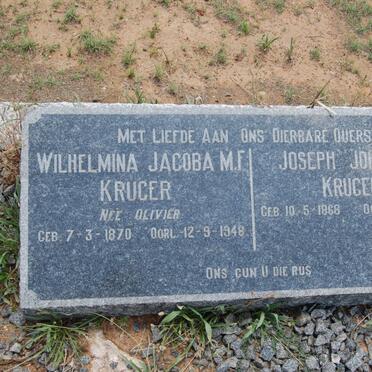 MET LIEFDE AAN ONS DIERBARE OUERS
WILHELMINA JACOBA M.F.
KRUGER
NEE OLIVIER
GEB. 7-3-1870 OORL. 12-9-1948
JOSEPH
KRUGER
GEB. 10-5-1868
ONS GUN U DIE RUS